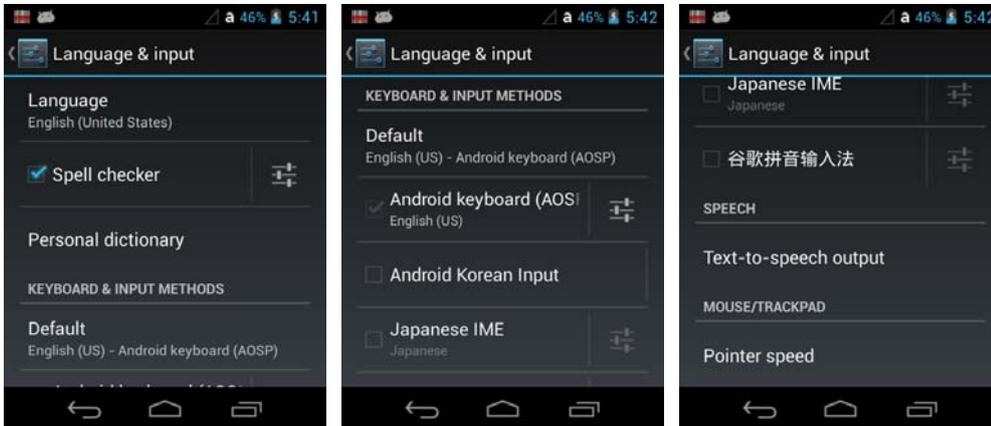 a 46% 5:41
Language & input
Language
English (United States)
Spell checker
Personal dictionary
KEYBOARD & INPUT METHODS
Default
English (US) - Android keyboard (AOSP)
a 46% 5:42
Language & input
KEYBOARD & INPUT METHODS
Default
English (US) - Android keyboard (AOSP)
Android keyboard (AOS
English (US)
Android Korean Input
Japanese IME
Japanese
a 46% 5:42
Language & input
Japanese IME
Japanese
谷歌拼音输入法
SPEECH
Text-to-speech output
MOUSE/TRACKPAD
Pointer speed